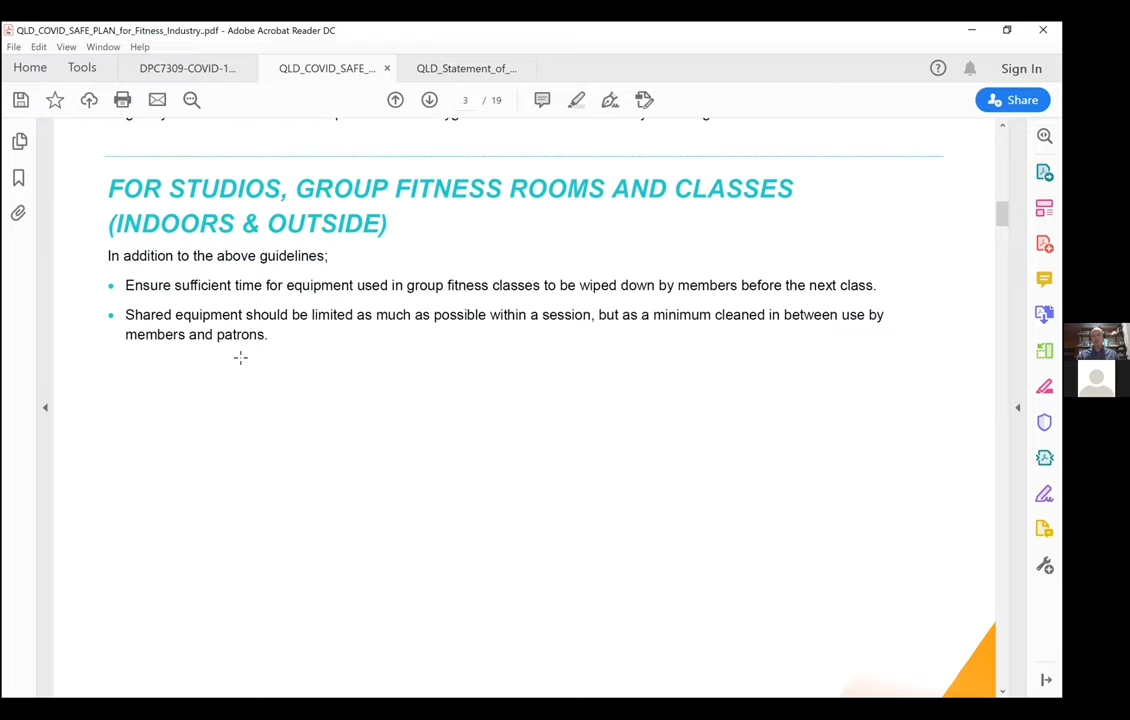 QLD_COVID_SAFE_PLAN_for_Fitness_Industry..pdf - Adobe Acrobat Reader DC
File Edit View Window Help
Home Tools DPC7309-COVID-1... QLD_COVID_SAFE_... × QLD_Statement_of_...
Sign In
3 / 19
Share
FOR STUDIOS, GROUP FITNESS ROOMS AND CLASSES
(INDOORS & OUTSIDE)
In addition to the above guidelines;
• Ensure sufficient time for equipment used in group fitness classes to be wiped down by members before the next class.
• Shared equipment should be limited as much as possible within a session, but as a minimum cleaned in between use by
members and patrons.